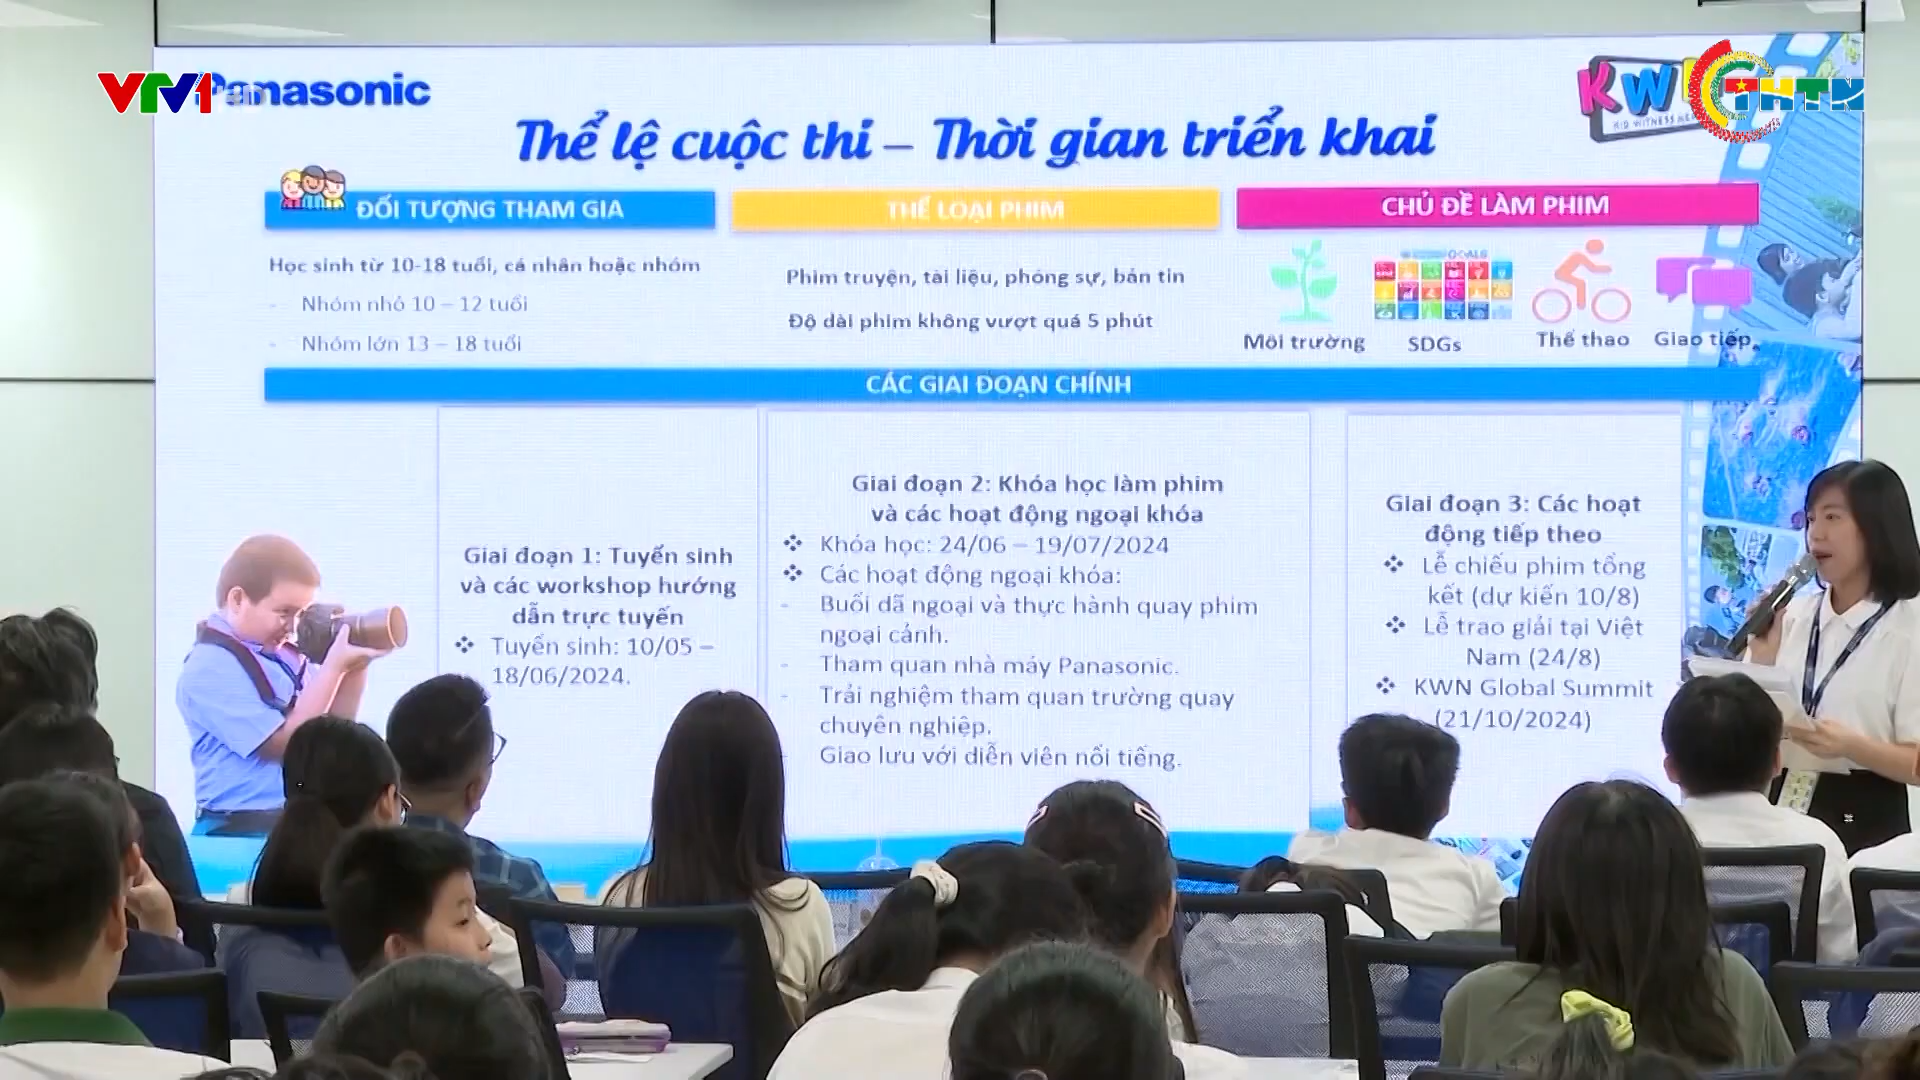 VTV1
Panasonic
KWN
KID WITNESS NEWS
THTN
Thể lệ cuộc thi – Thời gian triển khai
ĐỐI TƯỢNG THAM GIA
Học sinh từ 10-18 tuổi, cá nhân hoặc nhóm
- Nhóm nhỏ 10 – 12 tuổi
- Nhóm lớn 13 – 18 tuổi
THỂ LOẠI PHIM
Phim truyện, tài liệu, phóng sự, bản tin
Độ dài phim không vượt quá 5 phút
CHỦ ĐỀ LÀM PHIM
GOALS
Môi trường
SDGs
Thể thao
Giao tiếp
CÁC GIAI ĐOẠN CHÍNH
Giai đoạn 1: Tuyển sinh
và các workshop hướng
dẫn trực tuyến
❖ Tuyển sinh: 10/05 –
18/06/2024.
Giai đoạn 2: Khóa học làm phim
và các hoạt động ngoại khóa
❖ Khóa học: 24/06 – 19/07/2024
❖ Các hoạt động ngoại khóa:
- Buổi dã ngoại và thực hành quay phim
ngoại cảnh.
- Tham quan nhà máy Panasonic.
- Trải nghiệm tham quan trường quay
chuyên nghiệp.
- Giao lưu với diễn viên nổi tiếng.
Giai đoạn 3: Các hoạt
động tiếp theo
❖ Lễ chiếu phim tổng
kết (dự kiến 10/8)
❖ Lễ trao giải tại Việt
Nam (24/8)
❖ KWN Global Summit
(21/10/2024)